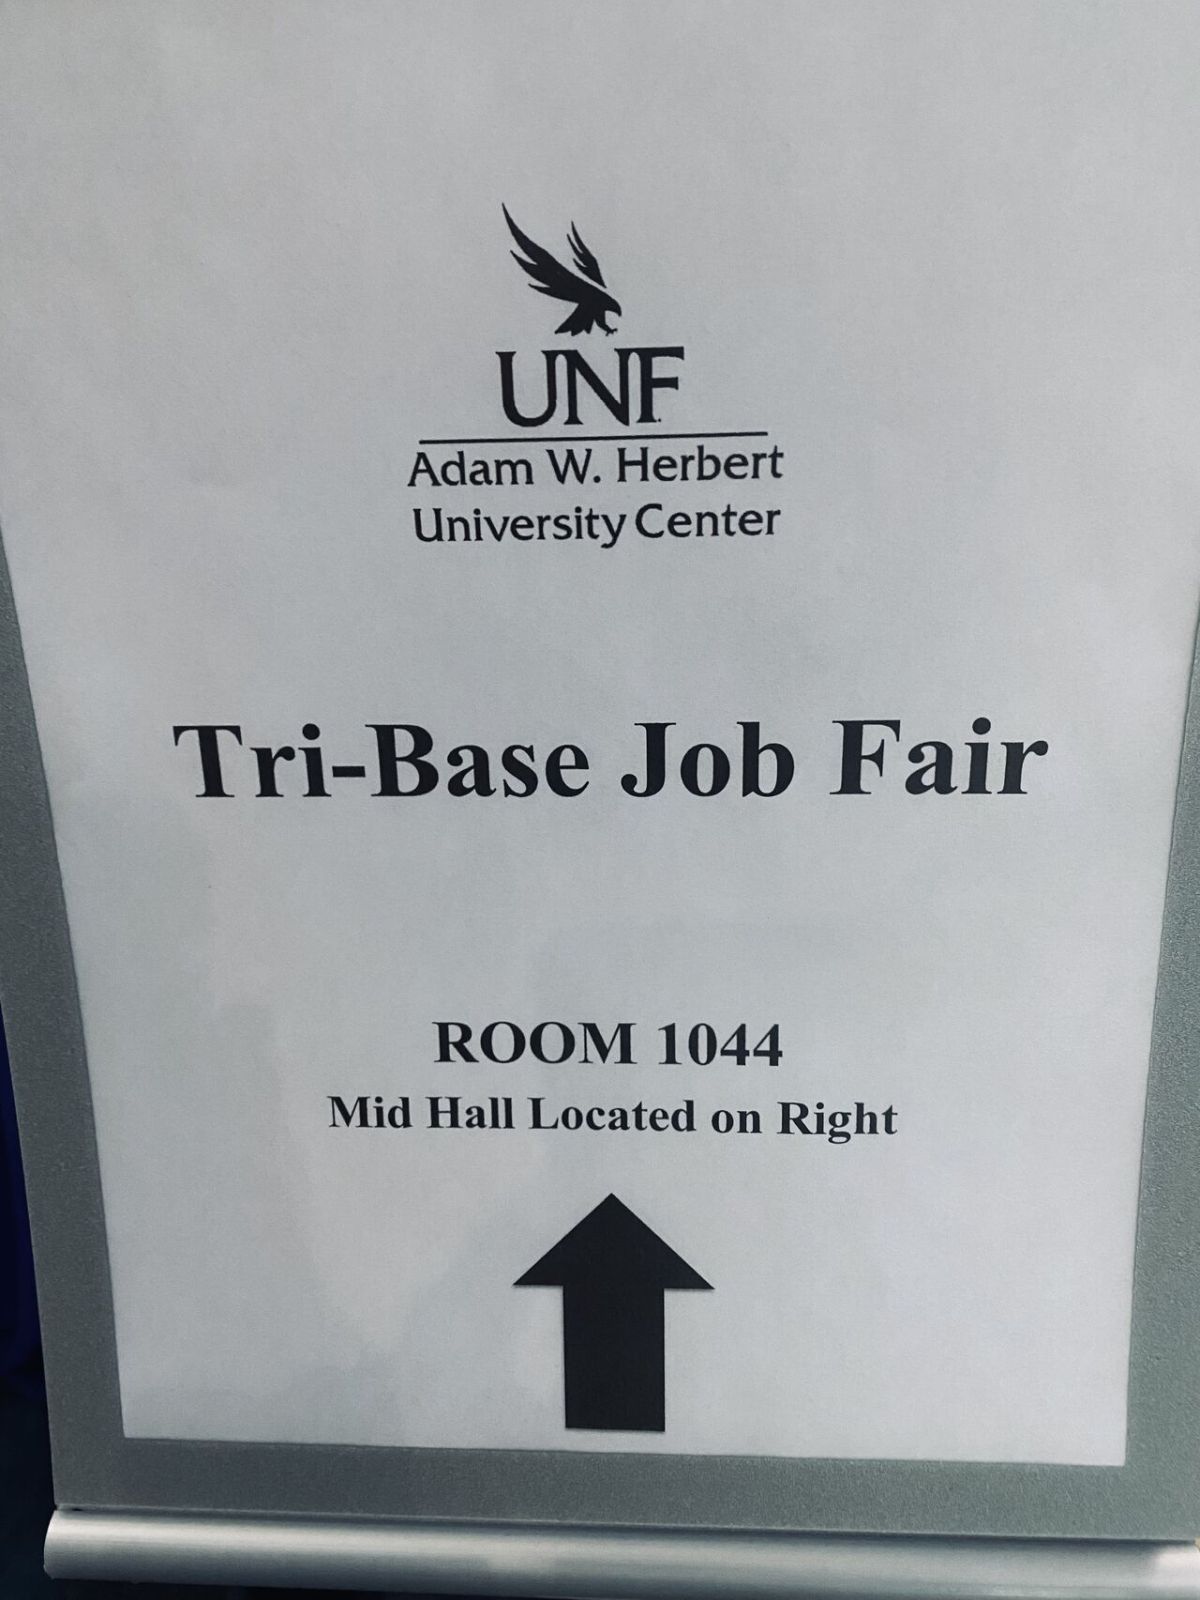 UNF
Adam W. Herbert
University Center
Tri-Base Job Fair
ROOM 1044
Mid Hall Located on Right